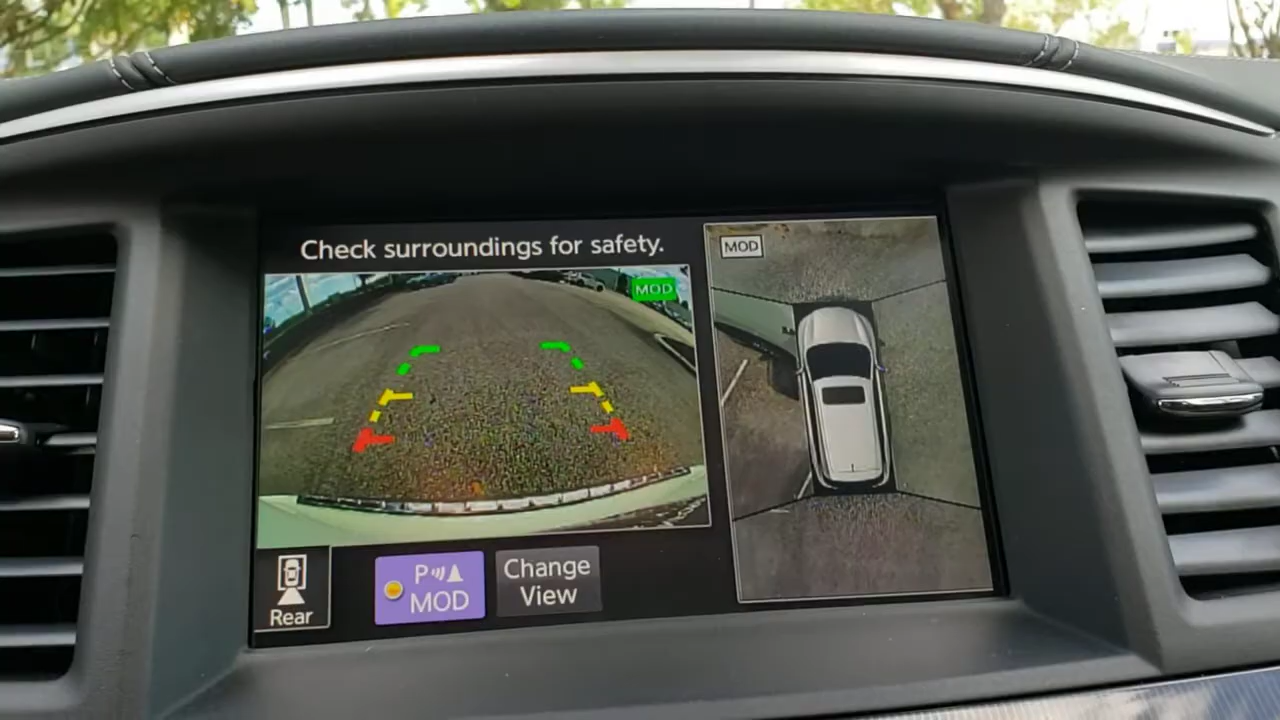 Check surroundings for safety.
MOD
MOD
Rear
P
MOD
Change
View